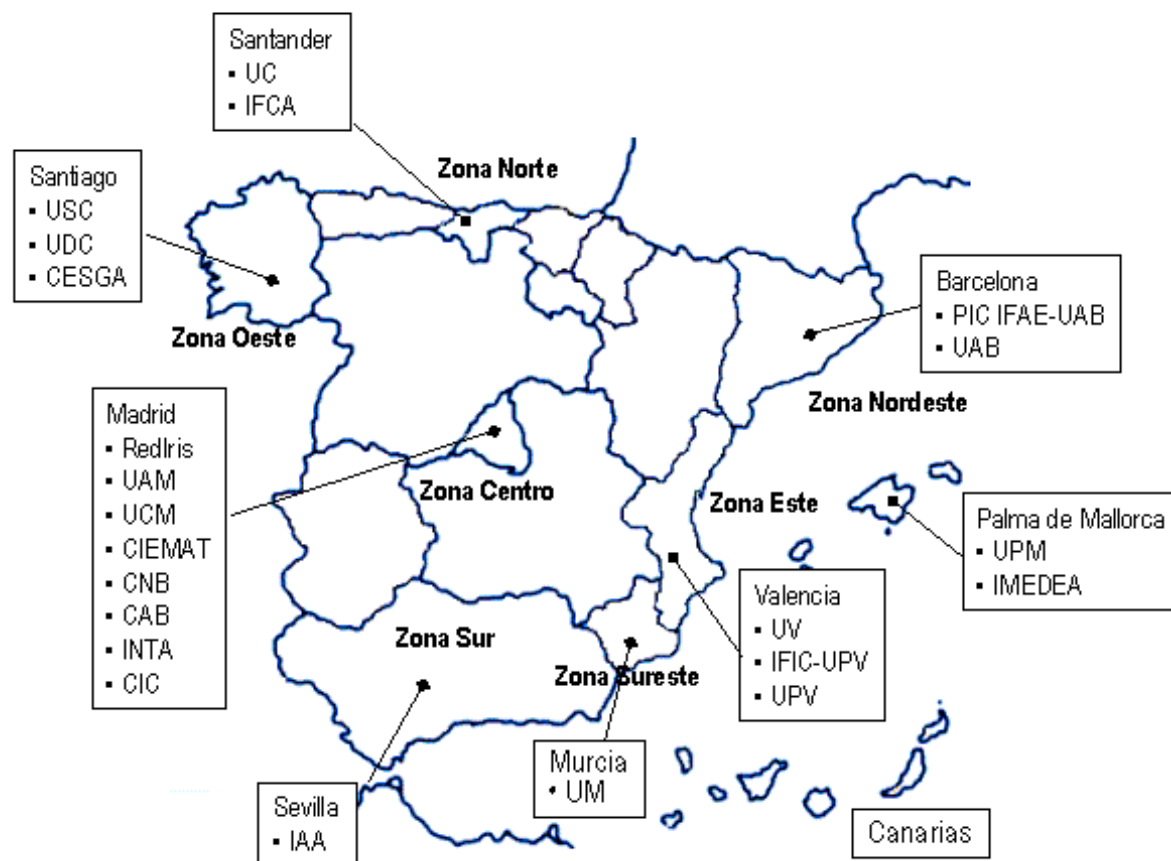 Santander
▪ UC
▪ IFCA
Zona Norte
Santiago
▪ USC
▪ UDC
▪ CESGA
Zona Oeste
Barcelona
▪ PIC IFAE-UAB
▪ UAB
Zona Nordeste
Madrid
▪ RedIris
▪ UAM
▪ UCM
▪ CIEMAT
▪ CNB
▪ CAB
▪ INTA
▪ CIC
Zona Centro
Zona Este
Palma de Mallorca
▪ UPM
▪ IMEDEA
Valencia
▪ UV
▪ IFIC-UPV
▪ UPV
Zona Sur
Zona Sureste
Murcia
• UM
Sevilla
▪ IAA
Canarias